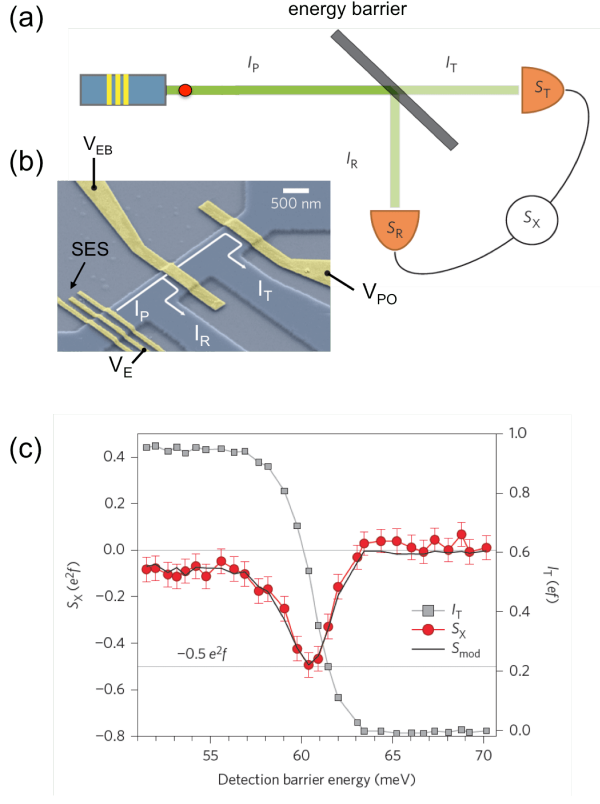 (a)
energy barrier
I_P
I_T
S_T
I_R
S_R
S_X
(b)
V_EB
500 nm
SES
I_P
I_R
I_T
V_E
V_PO
(c)
S_X (e²f)
0.4
0.2
0.0
−0.2
−0.4
−0.6
−0.8
−0.5 e²f
I_T
S_X
S_mod
1.0
0.8
0.6
0.4
0.2
0.0
I_T (ef)
55
60
65
70
Detection barrier energy (meV)